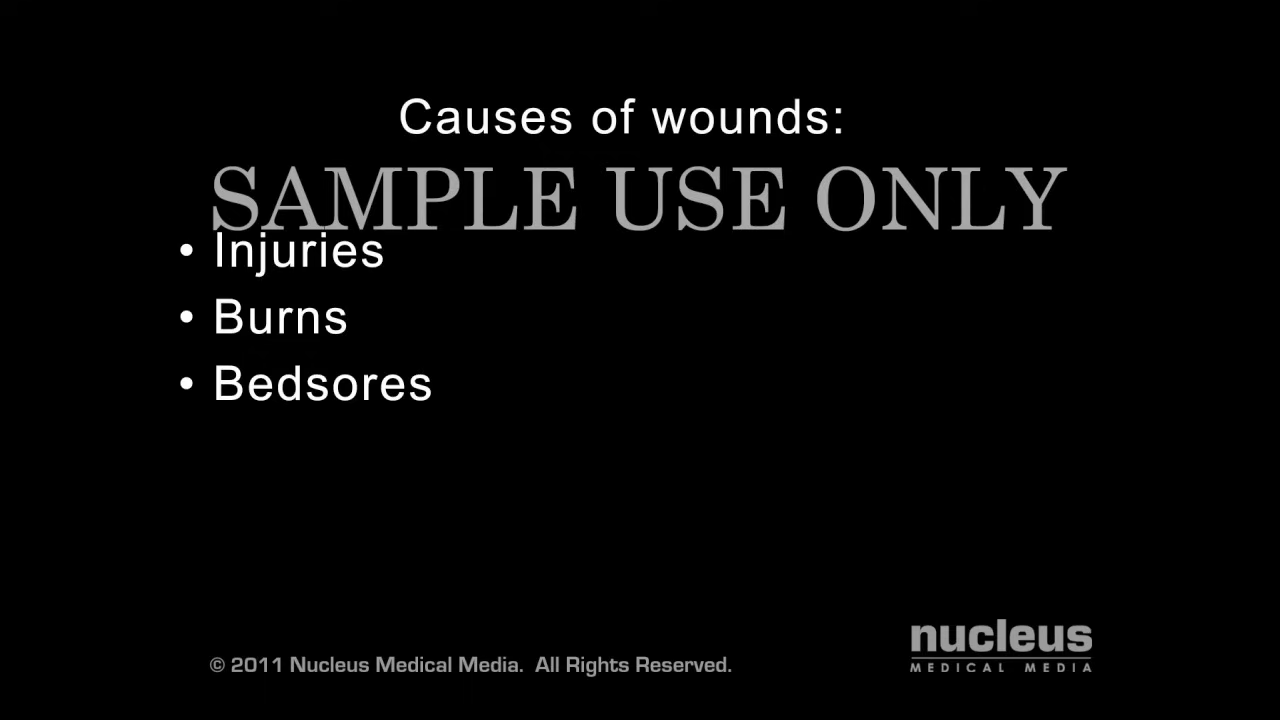 Causes of wounds:
SAMPLE USE ONLY
• Injuries
• Burns
• Bedsores
nucleus
MEDICAL MEDIA
© 2011 Nucleus Medical Media. All Rights Reserved.